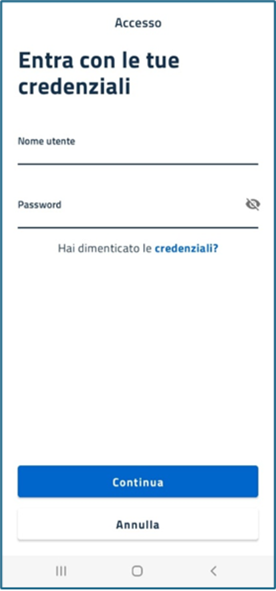 Accesso
Entra con le tue
credenziali
Nome utente
Password
Hai dimenticato le credenziali?
Continua
Annulla